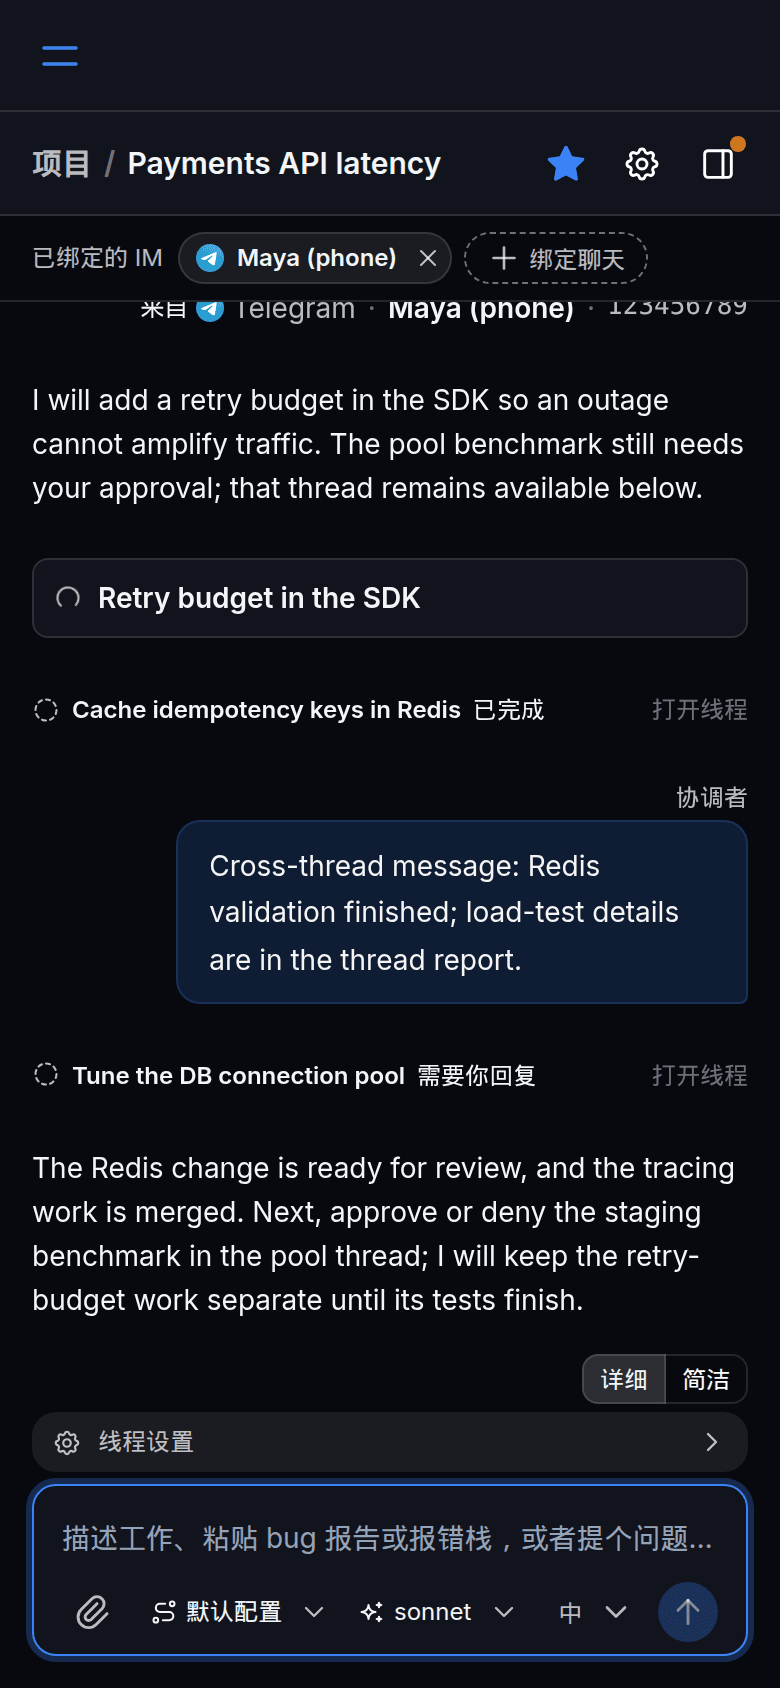 项目 / Payments API latency
已绑定的 IM Maya (phone) 绑定聊天
来自 Telegram · Maya (phone) · 123456789
I will add a retry budget in the SDK so an outage
cannot amplify traffic. The pool benchmark still needs
your approval; that thread remains available below.
Retry budget in the SDK
Cache idempotency keys in Redis 已完成 打开线程
协调者
Cross-thread message: Redis
validation finished; load-test details
are in the thread report.
Tune the DB connection pool 需要你回复 打开线程
The Redis change is ready for review, and the tracing
work is merged. Next, approve or deny the staging
benchmark in the pool thread; I will keep the retry-
budget work separate until its tests finish.
详细 简洁
线程设置
描述工作、粘贴 bug 报告或报错栈，或者提个问题...
默认配置 sonnet 中